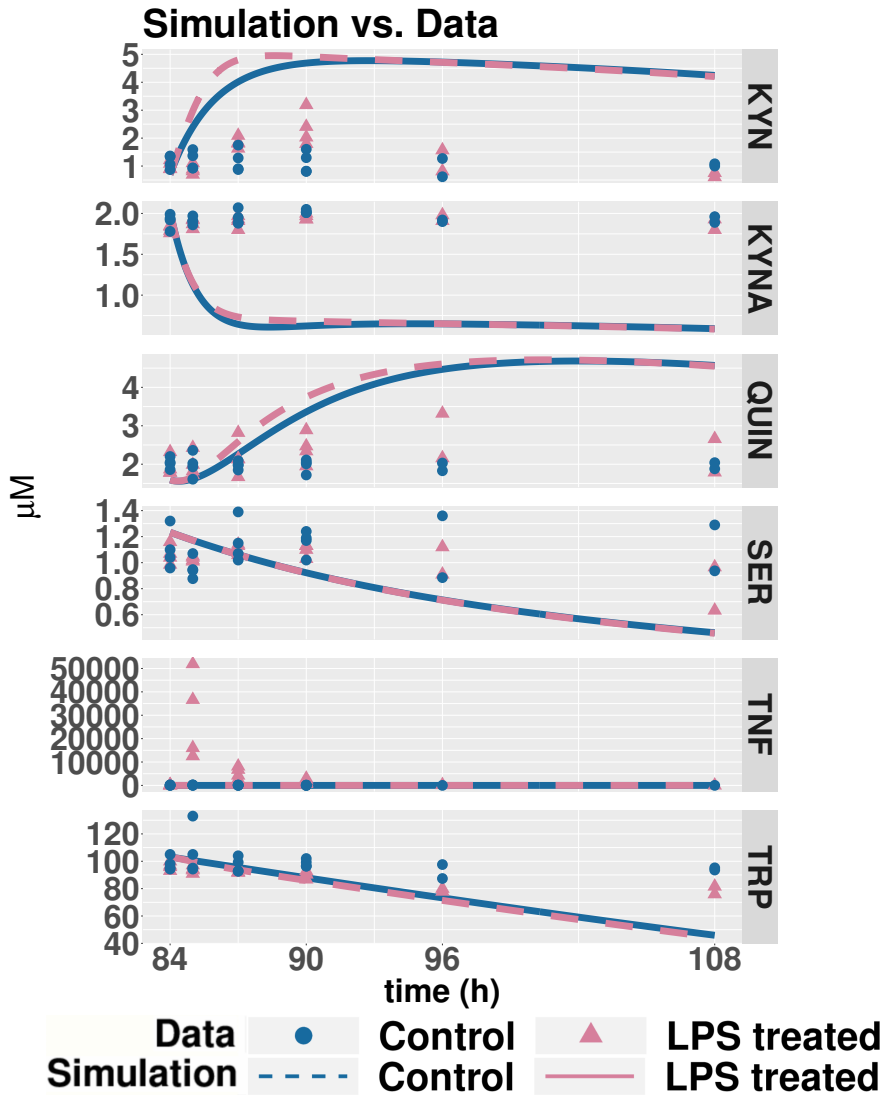 Simulation vs. Data
5
4
3
2
1
KYN
2.0
1.5
1.0
KYNA
4
3
2
QUIN
µM
1.4
1.2
1.0
0.8
0.6
SER
50000
40000
30000
20000
10000
0
TNF
120
100
80
60
40
TRP
84 90 96 108
time (h)
Data Control LPS treated
Simulation Control LPS treated